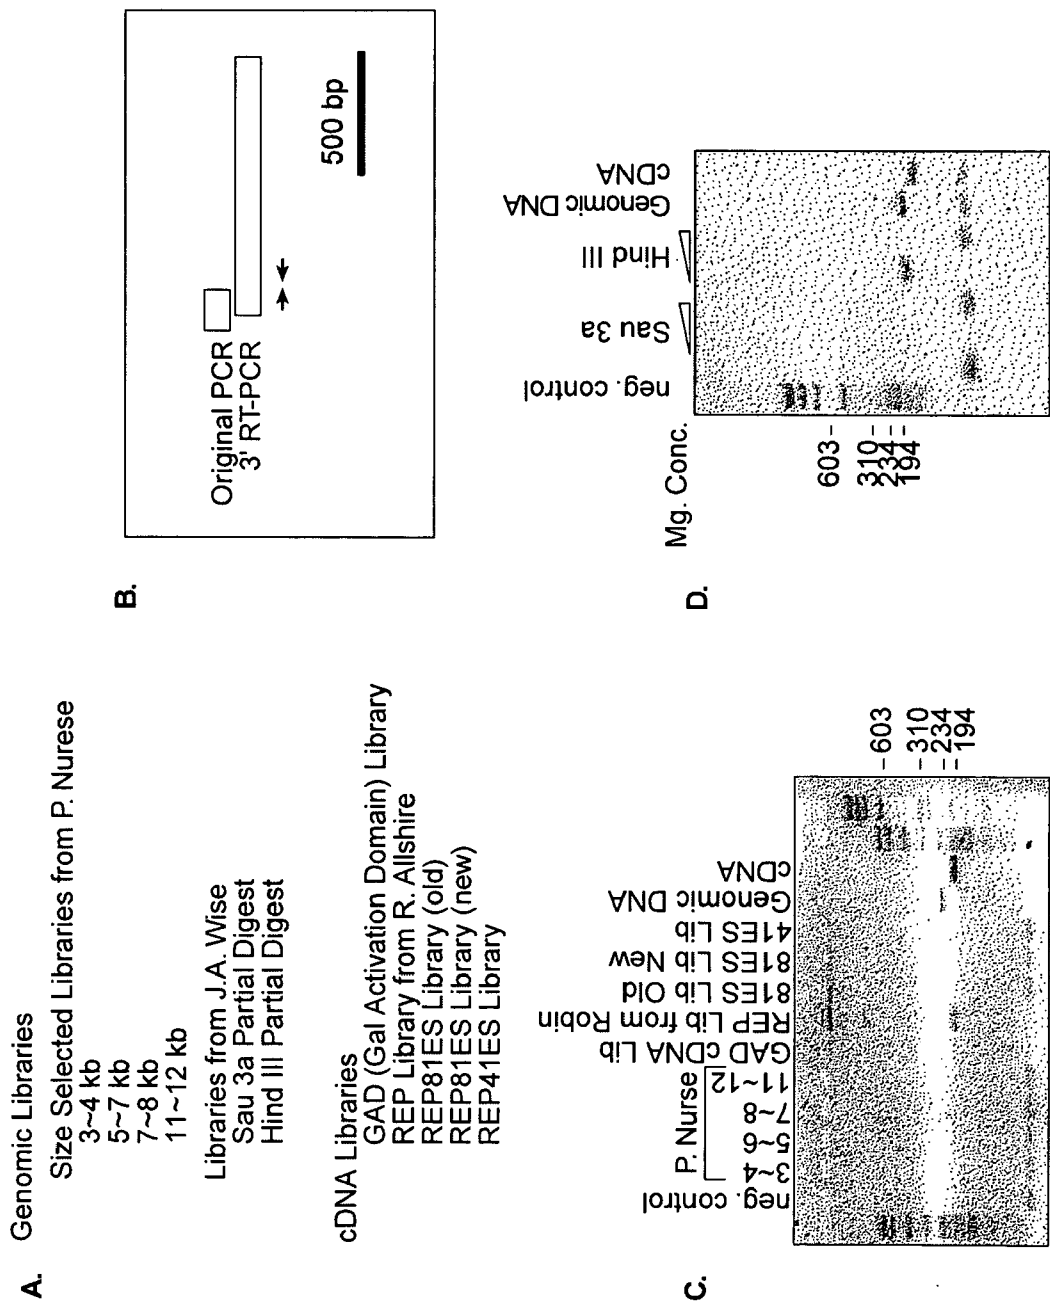 A.
Genomic Libraries
Size Selected Libraries from P. Nurese
3~4 kb
5~7 kb
7~8 kb
11~12 kb
Libraries from J.A. Wise
Sau 3a Partial Digest
Hind III Partial Digest
cDNA Libraries
GAD (Gal Activation Domain) Library
REP Library from R. Allshire
REP81ES Library (old)
REP81ES Library (new)
REP41ES Library
B.
Original PCR
3' RT-PCR
500 bp
C.
neg. control
P. Nurse
3~4
5~6
7~8
11~12
GAD cDNA Lib
REP Lib from Robin
81ES Lib Old
81ES Lib New
41ES Lib
Genomic DNA
cDNA
- 603
- 310
- 234
- 194
D.
Mg. Conc.
neg. control
Sau 3a
Hind III
Genomic DNA
cDNA
603 -
310 -
234 -
194 -